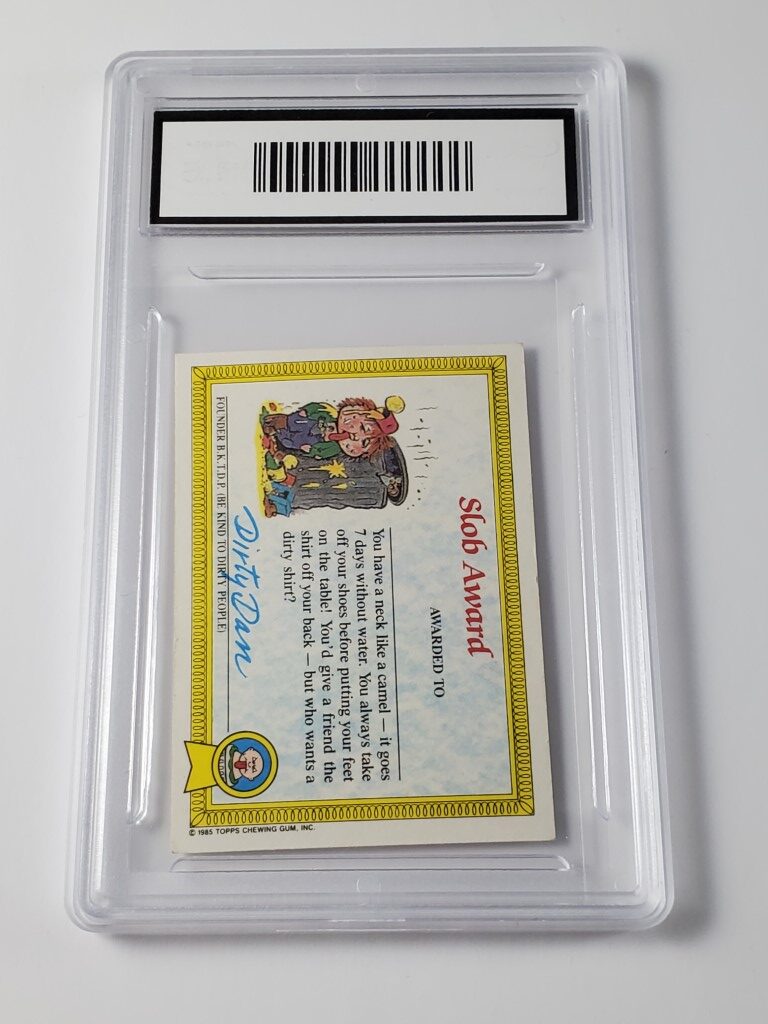 Slob Award
AWARDED TO
You have a neck like a camel — it goes
7 days without water. You always take
off your shoes before putting your feet
on the table! You'd give a friend the
shirt off your back — but who wants a
dirty shirt?
Dirty Dan
FOUNDER B.K.T.D.P. (BE KIND TO DIRTY PEOPLE)
© 1985 TOPPS CHEWING GUM, INC.